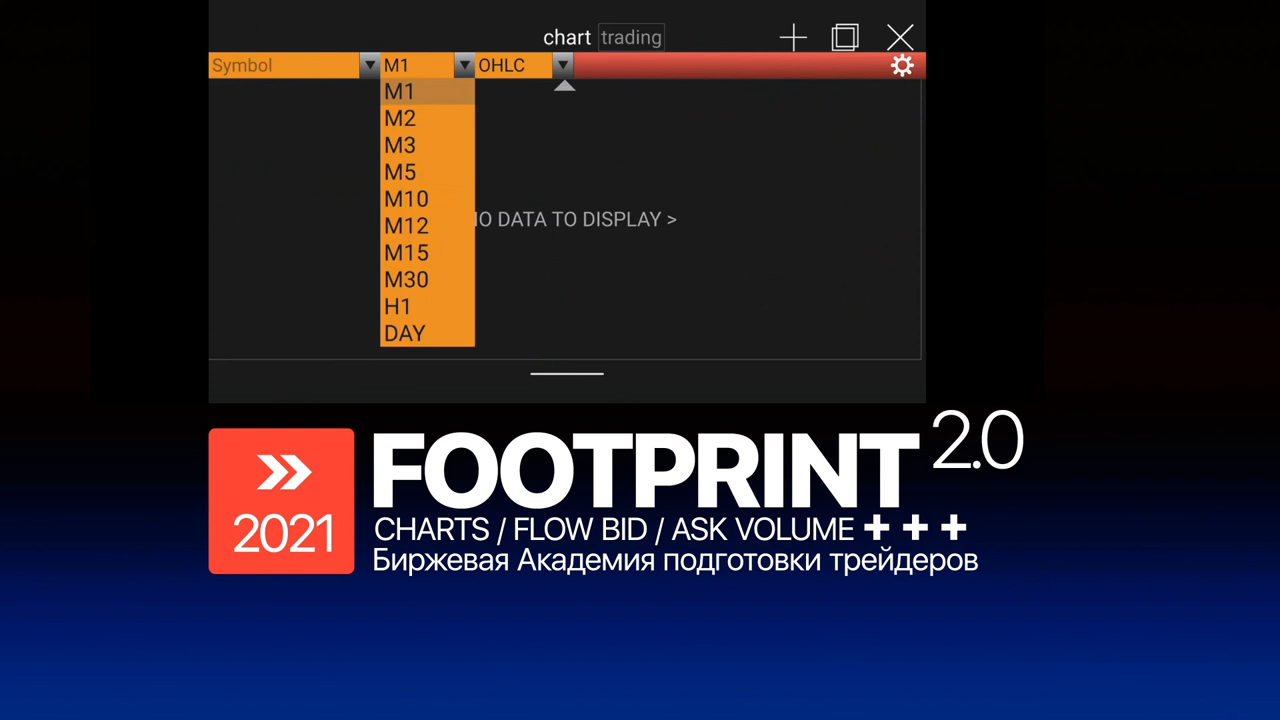 chart trading
Symbol M1 OHLC
M1
M2
M3
M5
M10
M12
M15
M30
H1
DAY
O DATA TO DISPLAY >
2021
FOOTPRINT 2.0
CHARTS / FLOW BID / ASK VOLUME + + +
Биржевая Академия подготовки трейдеров